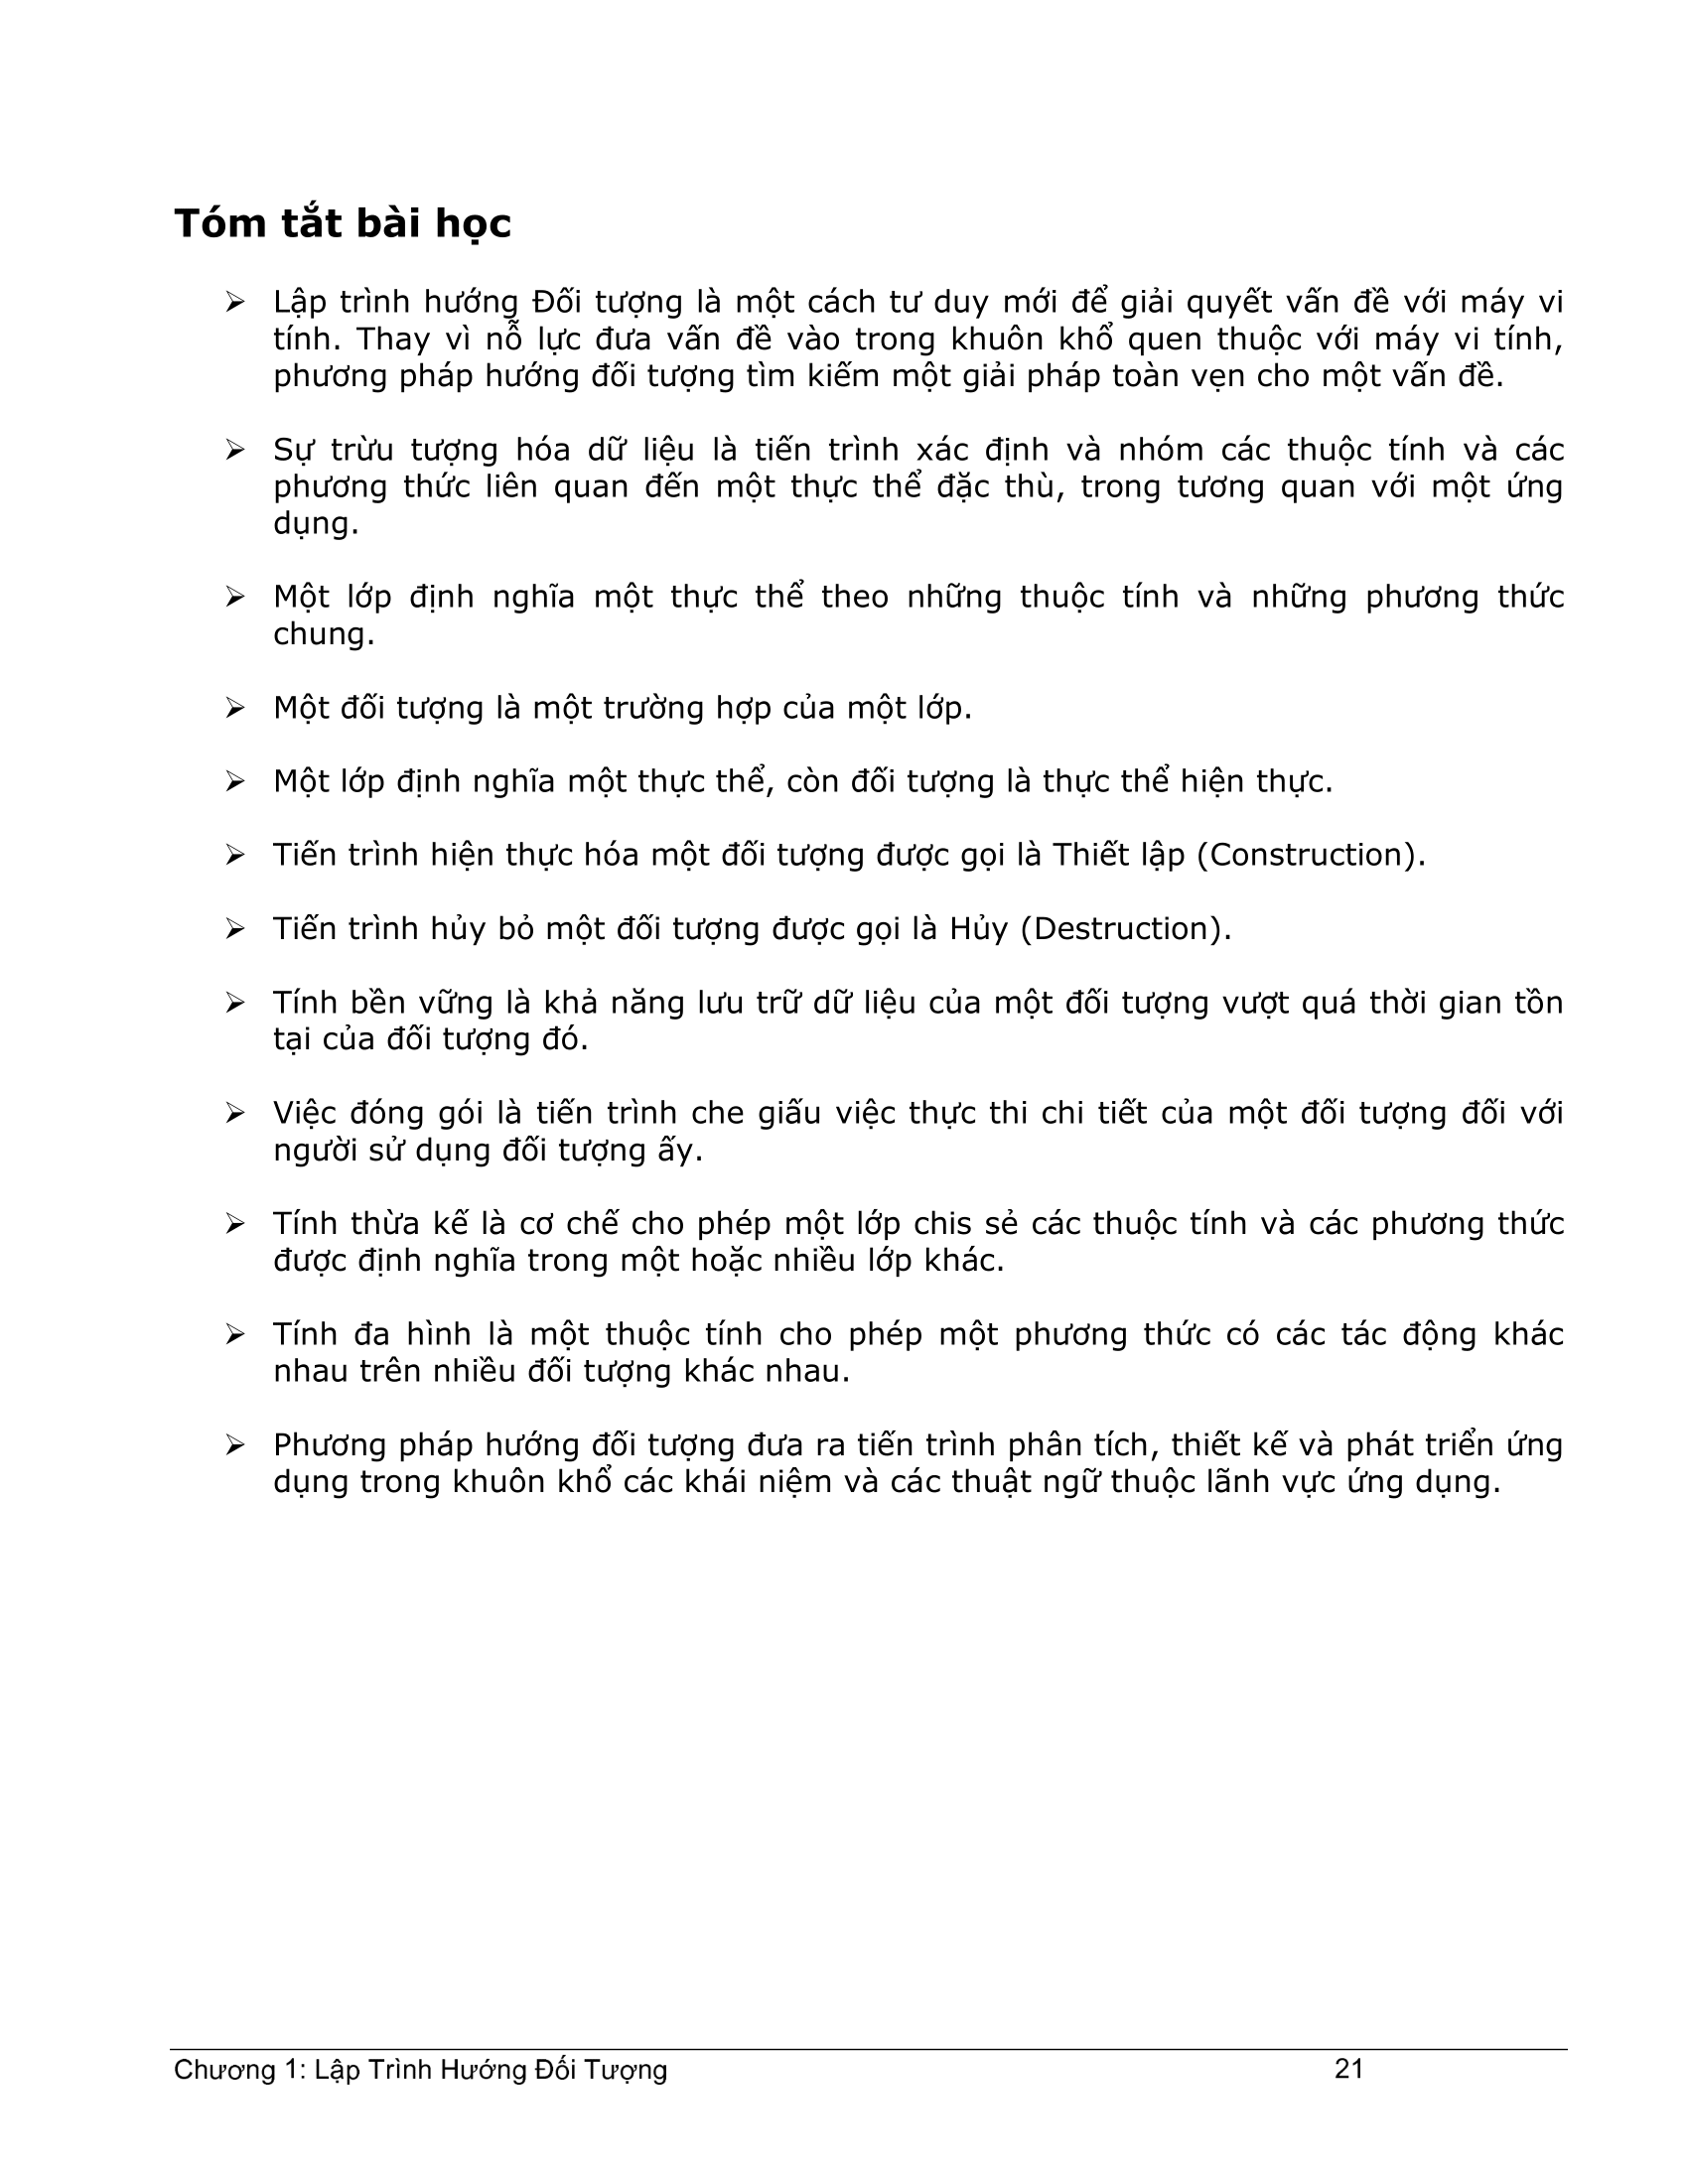 Tóm tắt bài học
➢ Lập trình hướng Đối tượng là một cách tư duy mới để giải quyết vấn đề với máy vi
tính. Thay vì nỗ lực đưa vấn đề vào trong khuôn khổ quen thuộc với máy vi tính,
phương pháp hướng đối tượng tìm kiếm một giải pháp toàn vẹn cho một vấn đề.
➢ Sự trừu tượng hóa dữ liệu là tiến trình xác định và nhóm các thuộc tính và các
phương thức liên quan đến một thực thể đặc thù, trong tương quan với một ứng
dụng.
➢ Một lớp định nghĩa một thực thể theo những thuộc tính và những phương thức
chung.
➢ Một đối tượng là một trường hợp của một lớp.
➢ Một lớp định nghĩa một thực thể, còn đối tượng là thực thể hiện thực.
➢ Tiến trình hiện thực hóa một đối tượng được gọi là Thiết lập (Construction).
➢ Tiến trình hủy bỏ một đối tượng được gọi là Hủy (Destruction).
➢ Tính bền vững là khả năng lưu trữ dữ liệu của một đối tượng vượt quá thời gian tồn
tại của đối tượng đó.
➢ Việc đóng gói là tiến trình che giấu việc thực thi chi tiết của một đối tượng đối với
người sử dụng đối tượng ấy.
➢ Tính thừa kế là cơ chế cho phép một lớp chis sẻ các thuộc tính và các phương thức
được định nghĩa trong một hoặc nhiều lớp khác.
➢ Tính đa hình là một thuộc tính cho phép một phương thức có các tác động khác
nhau trên nhiều đối tượng khác nhau.
➢ Phương pháp hướng đối tượng đưa ra tiến trình phân tích, thiết kế và phát triển ứng
dụng trong khuôn khổ các khái niệm và các thuật ngữ thuộc lãnh vực ứng dụng.
Chương 1: Lập Trình Hướng Đối Tượng 21